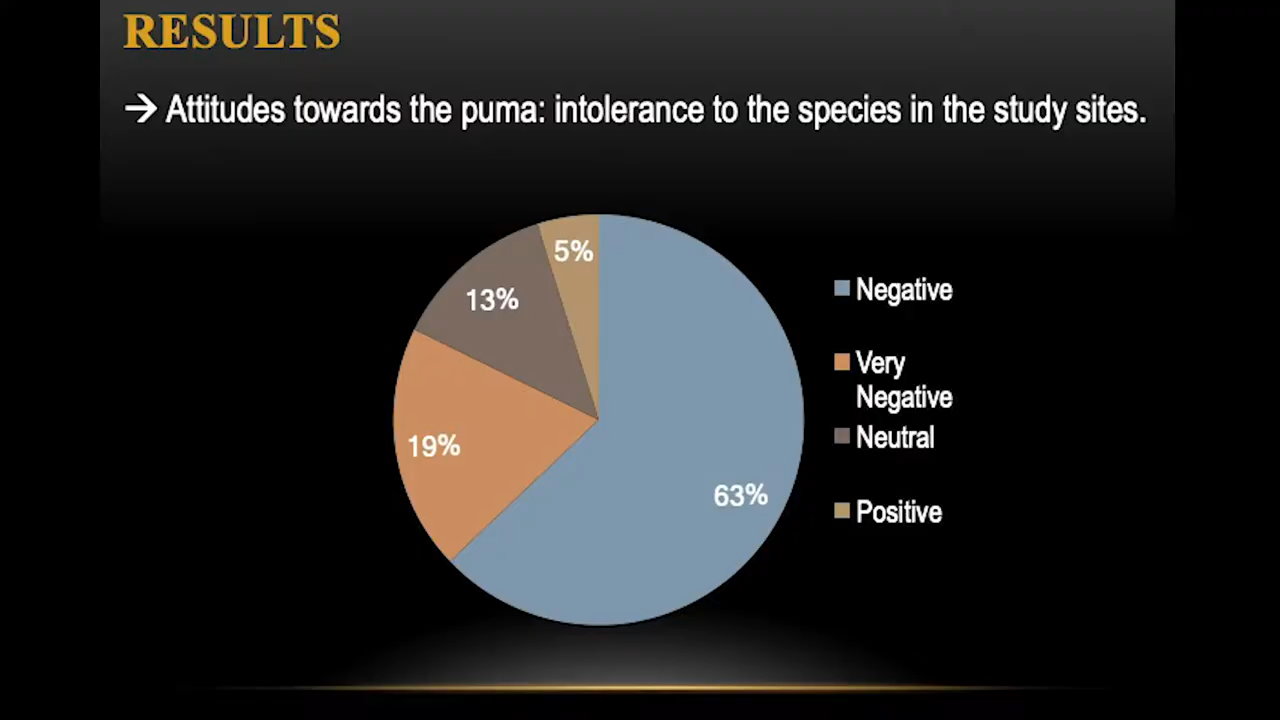 RESULTS
→ Attitudes towards the puma: intolerance to the species in the study sites.
5%
13%
19%
63%
Negative
Very
Negative
Neutral
Positive